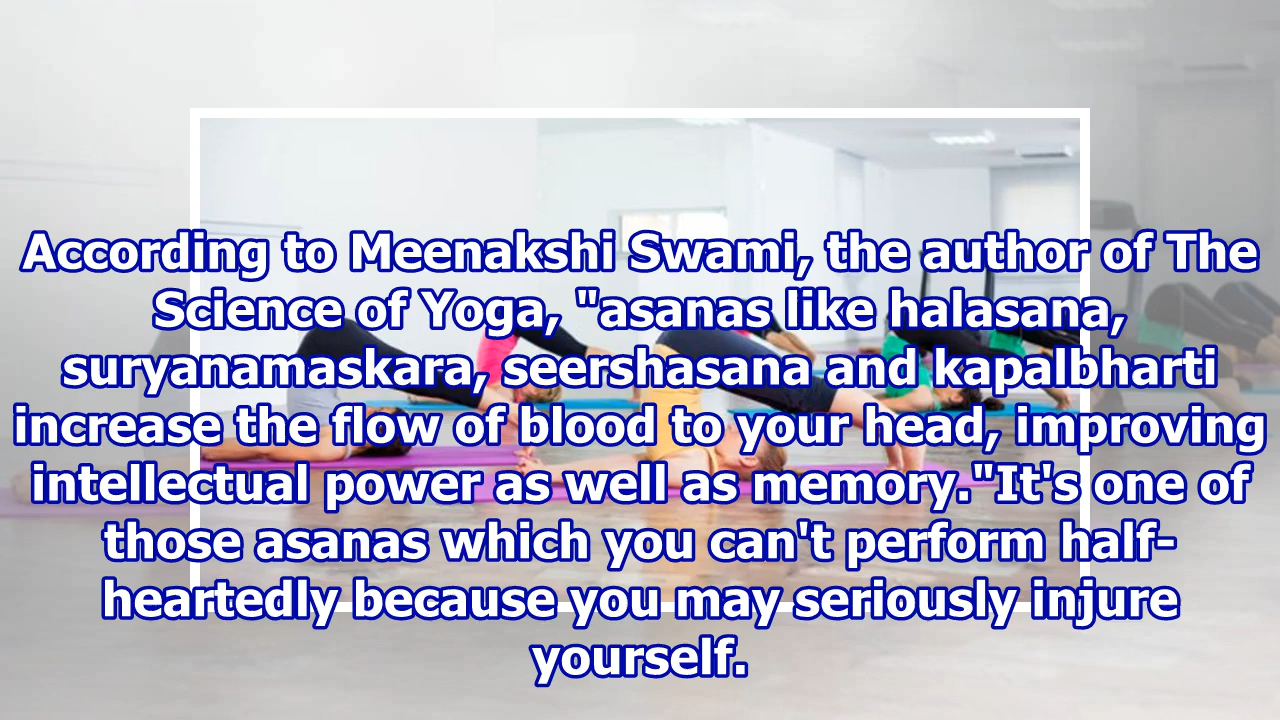 According to Meenakshi Swami, the author of The
Science of Yoga, "asanas like halasana,
suryanamaskara, seershasana and kapalbharti
increase the flow of blood to your head, improving
intellectual power as well as memory."It's one of
those asanas which you can't perform half-
heartedly because you may seriously injure
yourself.